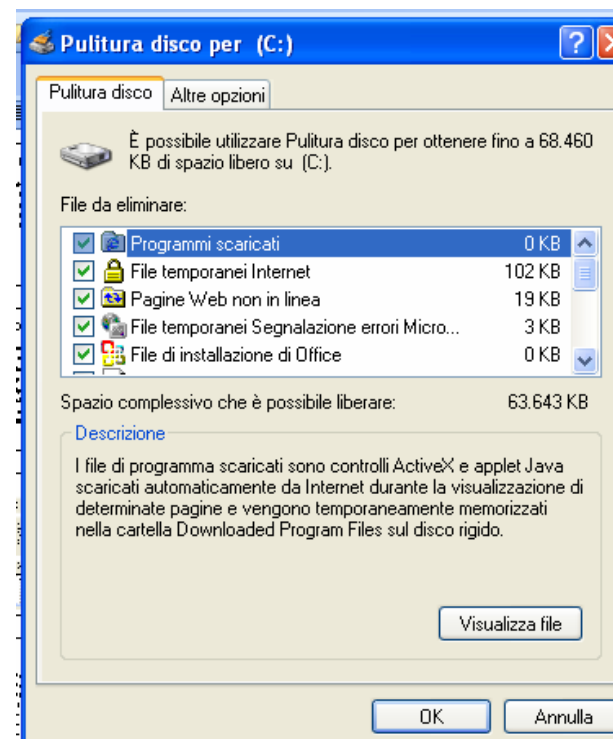 Pulitura disco per (C:)
Pulitura disco
Altre opzioni
È possibile utilizzare Pulitura disco per ottenere fino a 68.460
KB di spazio libero su (C:).
File da eliminare:
Programmi scaricati 0 KB
File temporanei Internet 102 KB
Pagine Web non in linea 19 KB
File temporanei Segnalazione errori Micro... 3 KB
File di installazione di Office 0 KB
Spazio complessivo che è possibile liberare: 63.643 KB
Descrizione
I file di programma scaricati sono controlli ActiveX e applet Java
scaricati automaticamente da Internet durante la visualizzazione di
determinate pagine e vengono temporaneamente memorizzati
nella cartella Downloaded Program Files sul disco rigido.
Visualizza file
OK
Annulla